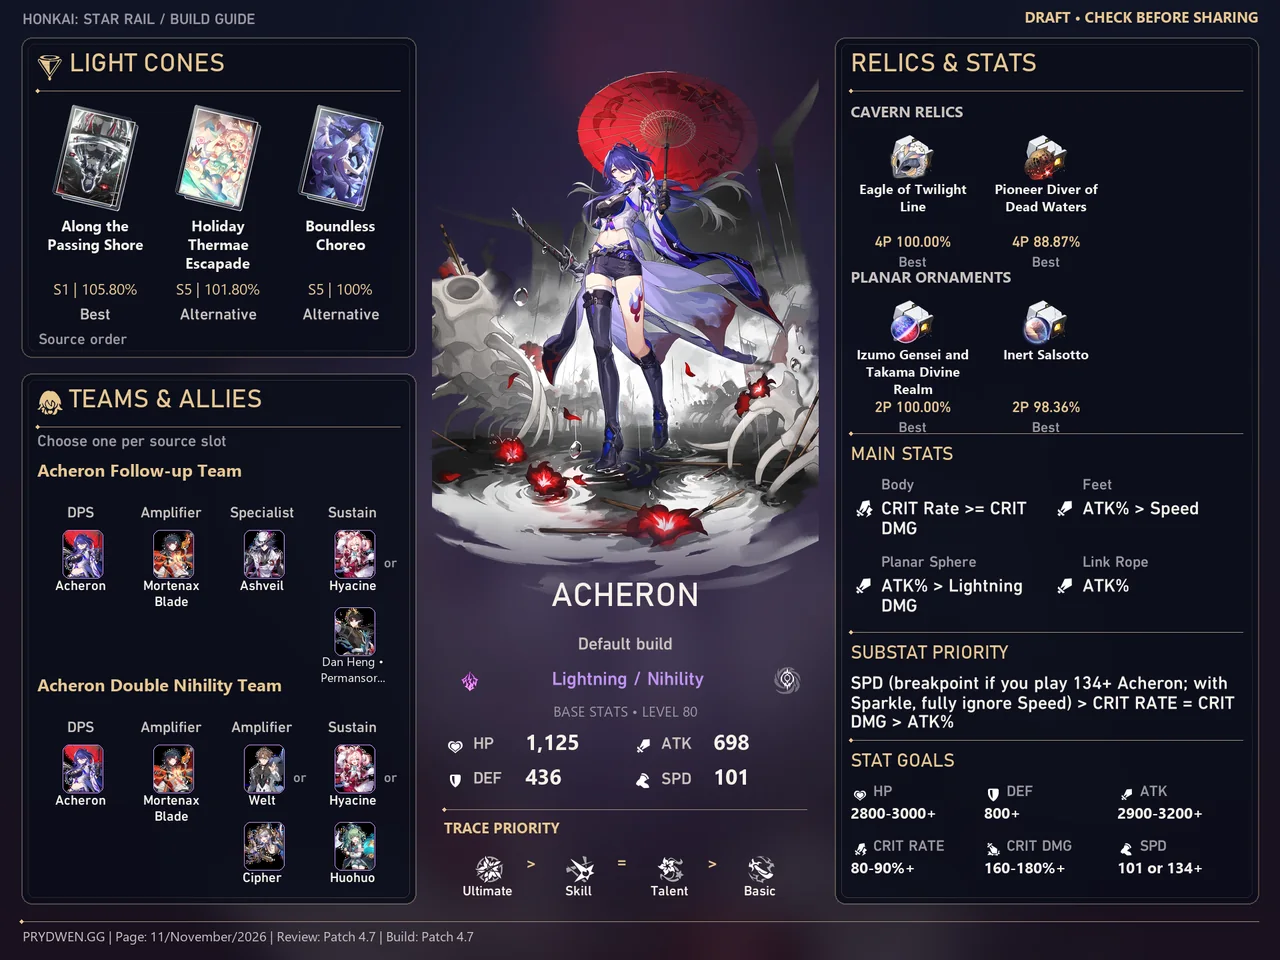 HONKAI: STAR RAIL / BUILD GUIDE
DRAFT • CHECK BEFORE SHARING
LIGHT CONES
Along the
Passing Shore
S1 | 105.80%
Best
Holiday
Thermae
Escapade
S5 | 101.80%
Alternative
Boundless
Choreo
S5 | 100%
Alternative
Source order
TEAMS & ALLIES
Choose one per source slot
Acheron Follow-up Team
DPS
Amplifier
Specialist
Sustain
Acheron
Mortenax
Blade
Ashveil
Hyacine
or
Dan Heng •
Permansor...
Acheron Double Nihility Team
DPS
Amplifier
Amplifier
Sustain
Acheron
Mortenax
Blade
Welt
or
Hyacine
or
Cipher
Huohuo
ACHERON
Default build
Lightning / Nihility
BASE STATS • LEVEL 80
HP 1,125
ATK 698
DEF 436
SPD 101
TRACE PRIORITY
> = >
Ultimate
Skill
Talent
Basic
RELICS & STATS
CAVERN RELICS
Eagle of Twilight
Line
4P 100.00%
Best
Pioneer Diver of
Dead Waters
4P 88.87%
Best
PLANAR ORNAMENTS
Izumo Gensei and
Takama Divine
Realm
2P 100.00%
Best
Inert Salsotto
2P 98.36%
Best
MAIN STATS
Body
CRIT Rate >= CRIT
DMG
Feet
ATK% > Speed
Planar Sphere
ATK% > Lightning
DMG
Link Rope
ATK%
SUBSTAT PRIORITY
SPD (breakpoint if you play 134+ Acheron; with
Sparkle, fully ignore Speed) > CRIT RATE = CRIT
DMG > ATK%
STAT GOALS
HP
2800-3000+
DEF
800+
ATK
2900-3200+
CRIT RATE
80-90%+
CRIT DMG
160-180%+
SPD
101 or 134+
PRYDWEN.GG | Page: 11/November/2026 | Review: Patch 4.7 | Build: Patch 4.7